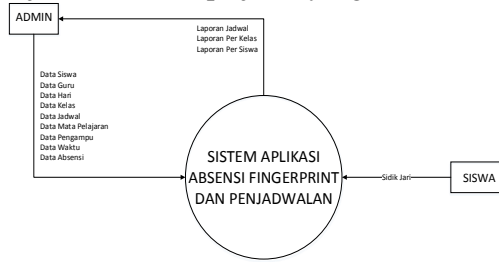 ADMIN
Laporan Jadwal
Laporan Per Kelas
Laporan Per Siswa
Data Siswa
Data Guru
Data Hari
Data Kelas
Data Jadwal
Data Mata Pelajaran
Data Pengampu
Data Waktu
Data Absensi
SISTEM APLIKASI
ABSENSI FINGERPRINT
DAN PENJADWALAN
Sidik Jari
SISWA